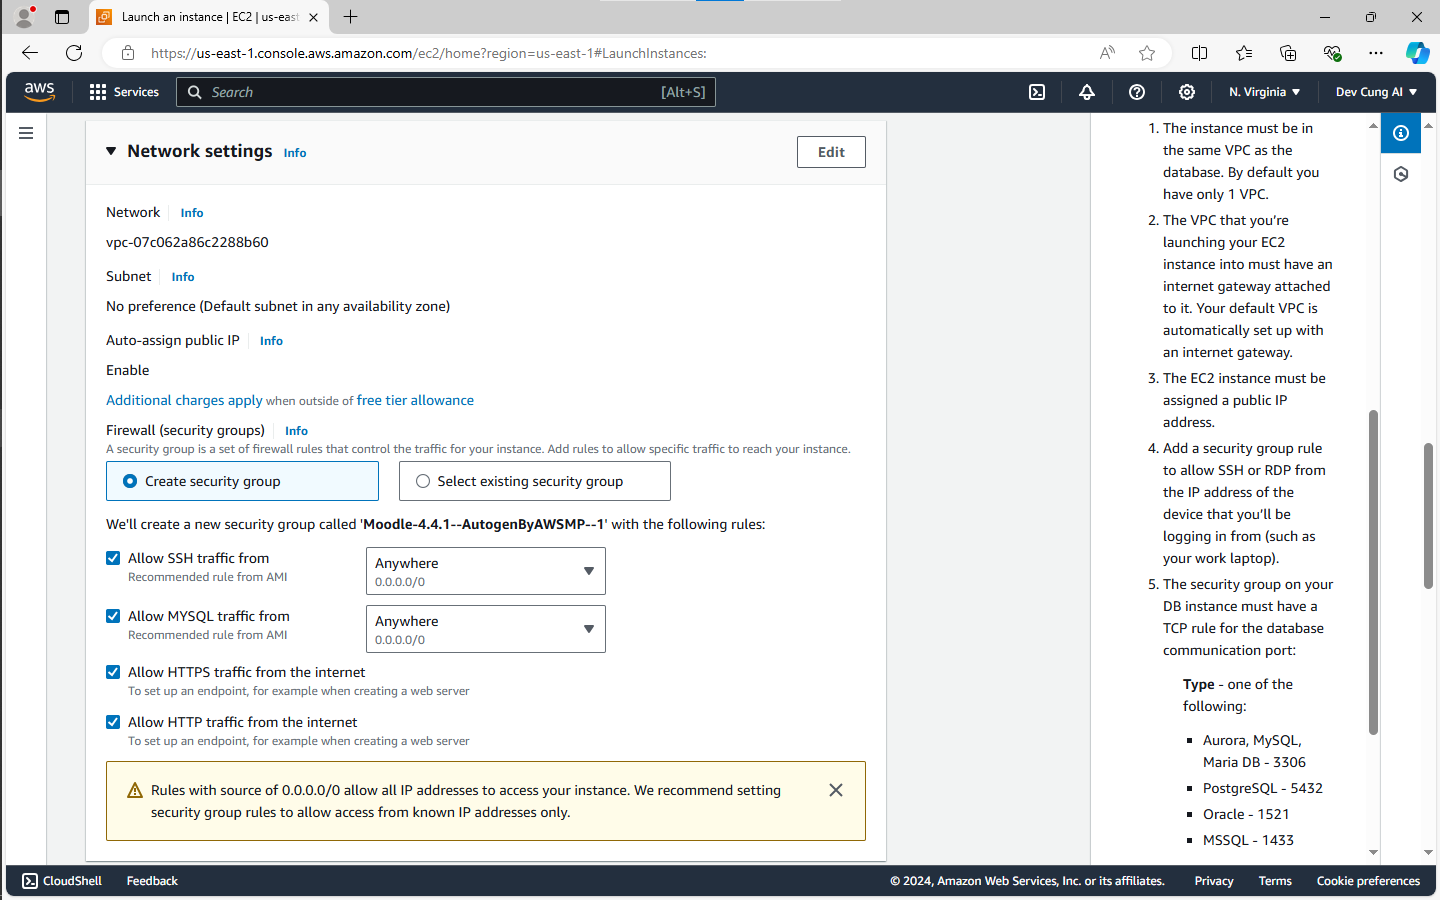 Launch an instance | EC2 | us-east
https://us-east-1.console.aws.amazon.com/ec2/home?region=us-east-1#LaunchInstances:
aws
Services
Search
[Alt+S]
N. Virginia
Dev Cung AI
Network settings Info
Edit
Network Info
vpc-07c062a86c2288b60
Subnet Info
No preference (Default subnet in any availability zone)
Auto-assign public IP Info
Enable
Additional charges apply when outside of free tier allowance
Firewall (security groups) Info
A security group is a set of firewall rules that control the traffic for your instance. Add rules to allow specific traffic to reach your instance.
Create security group
Select existing security group
We'll create a new security group called 'Moodle-4.4.1--AutogenByAWSMP--1' with the following rules:
Allow SSH traffic from
Recommended rule from AMI
Anywhere
0.0.0.0/0
Allow MYSQL traffic from
Recommended rule from AMI
Anywhere
0.0.0.0/0
Allow HTTPS traffic from the internet
To set up an endpoint, for example when creating a web server
Allow HTTP traffic from the internet
To set up an endpoint, for example when creating a web server
Rules with source of 0.0.0.0/0 allow all IP addresses to access your instance. We recommend setting
security group rules to allow access from known IP addresses only.
1. The instance must be in
the same VPC as the
database. By default you
have only 1 VPC.
2. The VPC that you're
launching your EC2
instance into must have an
internet gateway attached
to it. Your default VPC is
automatically set up with
an internet gateway.
3. The EC2 instance must be
assigned a public IP
address.
4. Add a security group rule
to allow SSH or RDP from
the IP address of the
device that you'll be
logging in from (such as
your work laptop).
5. The security group on your
DB instance must have a
TCP rule for the database
communication port:
Type - one of the
following:
Aurora, MySQL,
Maria DB - 3306
PostgreSQL - 5432
Oracle - 1521
MSSQL - 1433
CloudShell
Feedback
© 2024, Amazon Web Services, Inc. or its affiliates.
Privacy
Terms
Cookie preferences